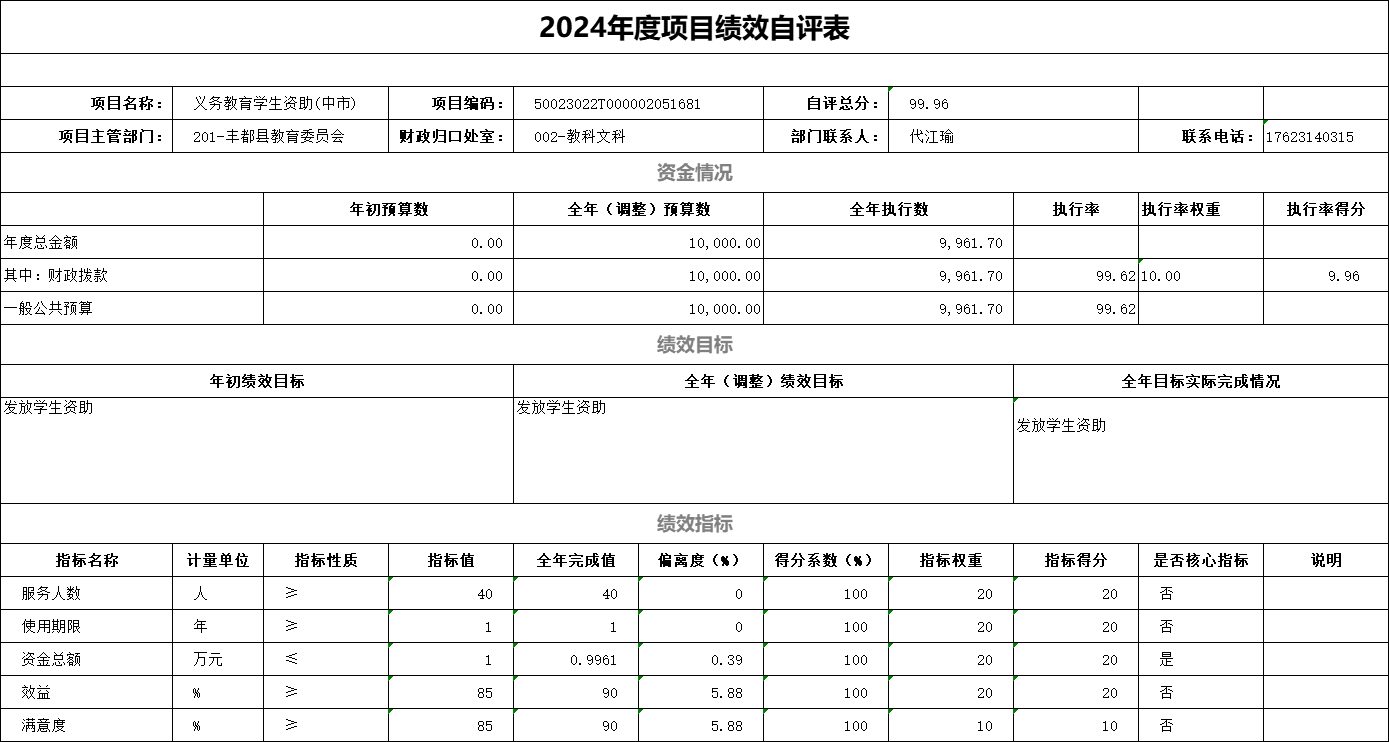 2024年度项目绩效自评表
项目名称： 义务教育学生资助(中市) 项目编码： 50023022T000002051681 自评总分： 99.96
项目主管部门： 201-丰都县教育委员会 财政归口处室： 002-教科文科 部门联系人： 代江瑜 联系电话： 17623140315
资金情况
年初预算数 全年（调整）预算数 全年执行数 执行率 执行率权重 执行率得分
年度总金额 0.00 10,000.00 9,961.70
其中：财政拨款 0.00 10,000.00 9,961.70 99.62 10.00 9.96
一般公共预算 0.00 10,000.00 9,961.70 99.62
绩效目标
年初绩效目标 全年（调整）绩效目标 全年目标实际完成情况
发放学生资助 发放学生资助 发放学生资助
绩效指标
指标名称 计量单位 指标性质 指标值 全年完成值 偏离度（%） 得分系数（%） 指标权重 指标得分 是否核心指标 说明
服务人数 人 ≥ 40 40 0 100 20 20 否
使用期限 年 ≥ 1 1 0 100 20 20 否
资金总额 万元 ≤ 1 0.9961 0.39 100 20 20 是
效益 % ≥ 85 90 5.88 100 20 20 否
满意度 % ≥ 85 90 5.88 100 10 10 否